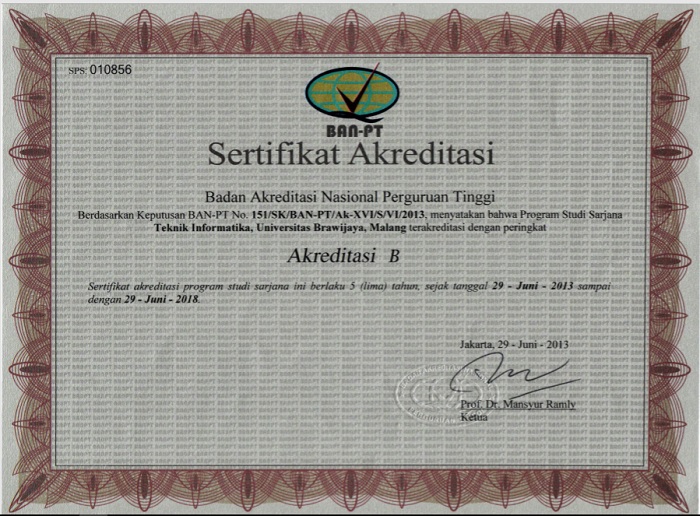 SPS: 010856
BAN-PT
Sertifikat Akreditasi
Badan Akreditasi Nasional Perguruan Tinggi
Berdasarkan Keputusan BAN-PT No. 151/SK/BAN-PT/Ak-XVI/S/VI/2013, menyatakan bahwa Program Studi Sarjana
Teknik Informatika, Universitas Brawijaya, Malang terakreditasi dengan peringkat
Akreditasi B
Sertifikat akreditasi program studi sarjana ini berlaku 5 (lima) tahun, sejak tanggal 29 - Juni - 2013 sampai
dengan 29 - Juni - 2018.
Jakarta, 29 - Juni - 2013
Prof. Dr. Mansyur Ramly
Ketua